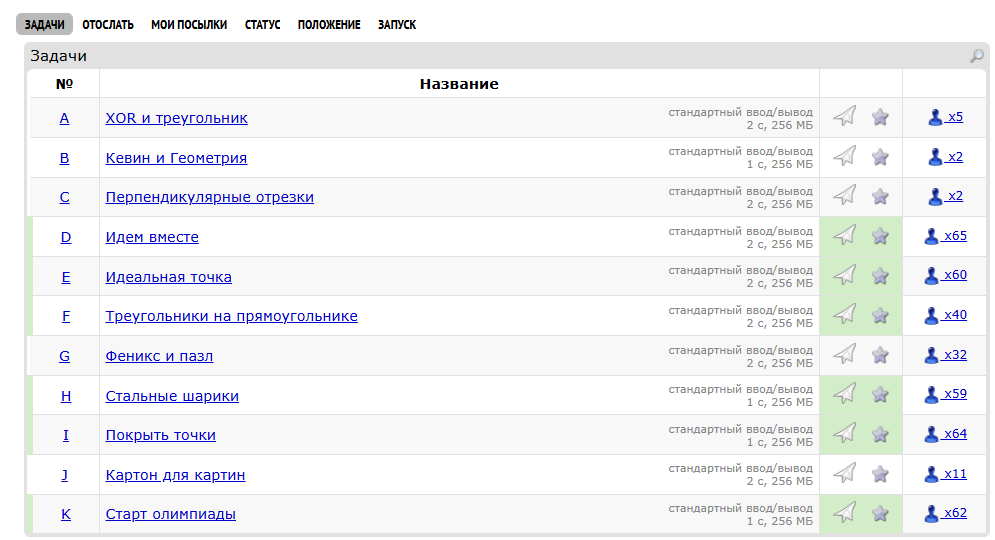 ЗАДАЧИ ОТОСЛАТЬ МОИ ПОСЫЛКИ СТАТУС ПОЛОЖЕНИЕ ЗАПУСК
Задачи
№ Название
A XOR и треугольник стандартный ввод/вывод x5
2 с, 256 МБ
B Кевин и Геометрия стандартный ввод/вывод x2
1 с, 256 МБ
C Перпендикулярные отрезки стандартный ввод/вывод x2
2 с, 256 МБ
D Идем вместе стандартный ввод/вывод x65
2 с, 256 МБ
E Идеальная точка стандартный ввод/вывод x60
2 с, 256 МБ
F Треугольники на прямоугольнике стандартный ввод/вывод x40
2 с, 256 МБ
G Феникс и пазл стандартный ввод/вывод x32
2 с, 256 МБ
H Стальные шарики стандартный ввод/вывод x59
1 с, 256 МБ
I Покрыть точки стандартный ввод/вывод x64
1 с, 256 МБ
J Картон для картин стандартный ввод/вывод x11
2 с, 256 МБ
K Старт олимпиады стандартный ввод/вывод x62
1 с, 256 МБ